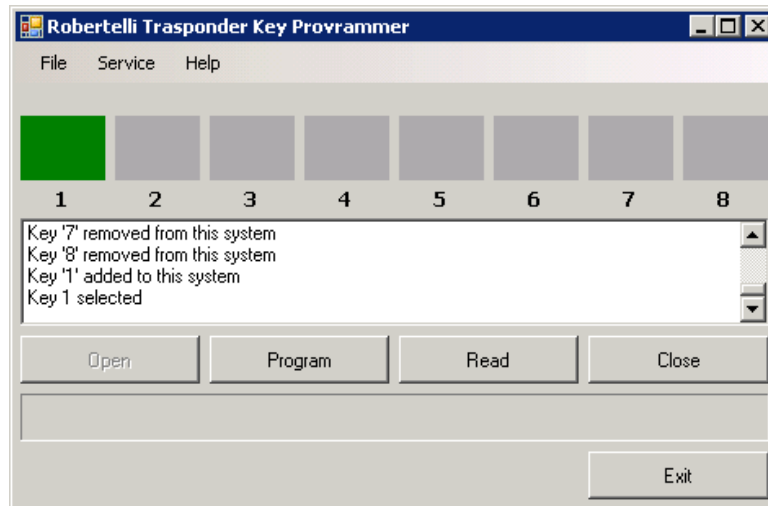 Robertelli Trasponder Key Provrammer
File Service Help
1 2 3 4 5 6 7 8
Key '7' removed from this system
Key '8' removed from this system
Key '1' added to this system
Key 1 selected
Open Program Read Close
Exit